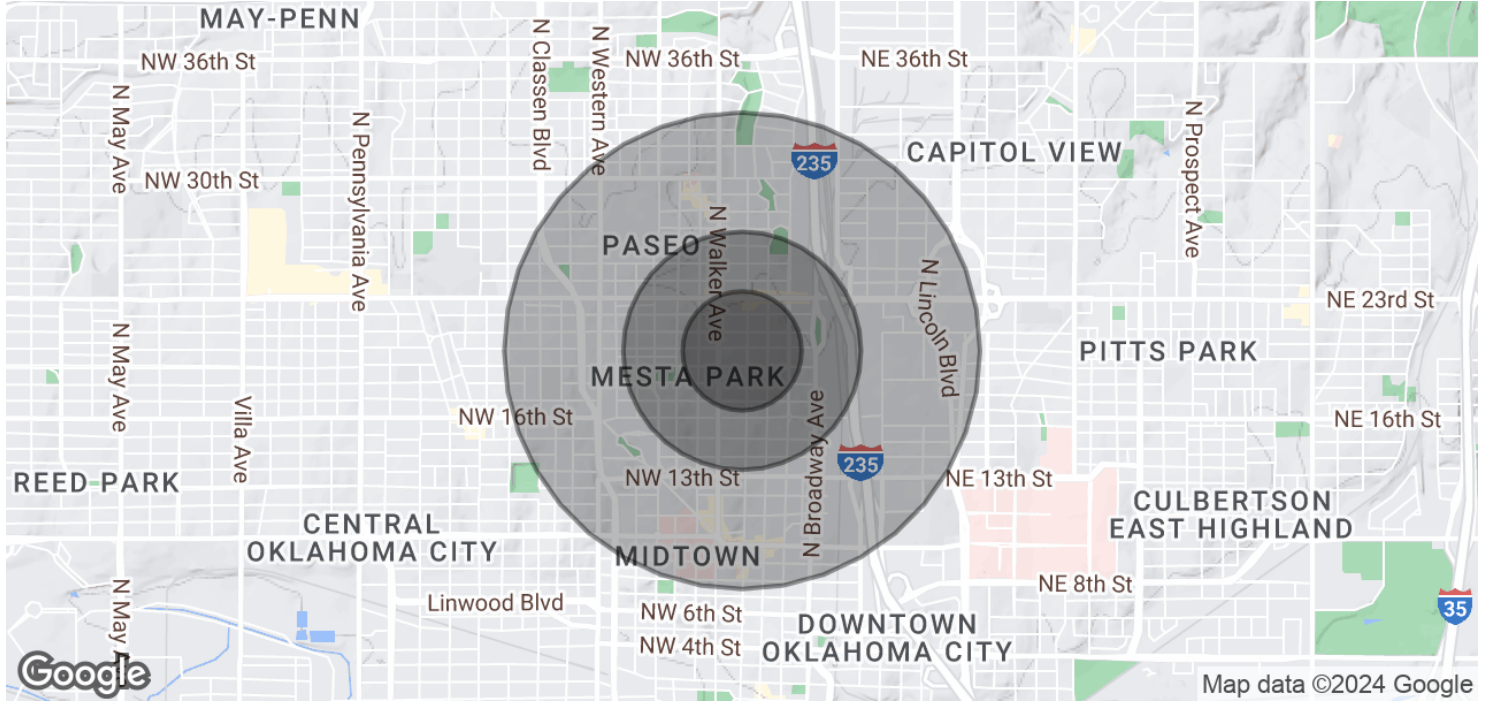 MAY-PENN
NW 36th St
NW 36th St
NE 36th St
N May Ave
N Pennsylvania Ave
N Classen Blvd
N Western Ave
235
CAPITOL VIEW
N Prospect Ave
NW 30th St
PASEO
N Walker Ave
N Lincoln Blvd
NE 23rd St
N May Ave
MESTA PARK
PITTS PARK
Villa Ave
NW 16th St
N Broadway Ave
NE 16th St
235
REED PARK
NW 13th St
NE 13th St
CENTRAL
OKLAHOMA CITY
MIDTOWN
CULBERTSON
EAST HIGHLAND
N May
Linwood Blvd
NW 6th St
NE 8th St
35
NW 4th St
DOWNTOWN
OKLAHOMA CITY
Google
Map data ©2024 Google